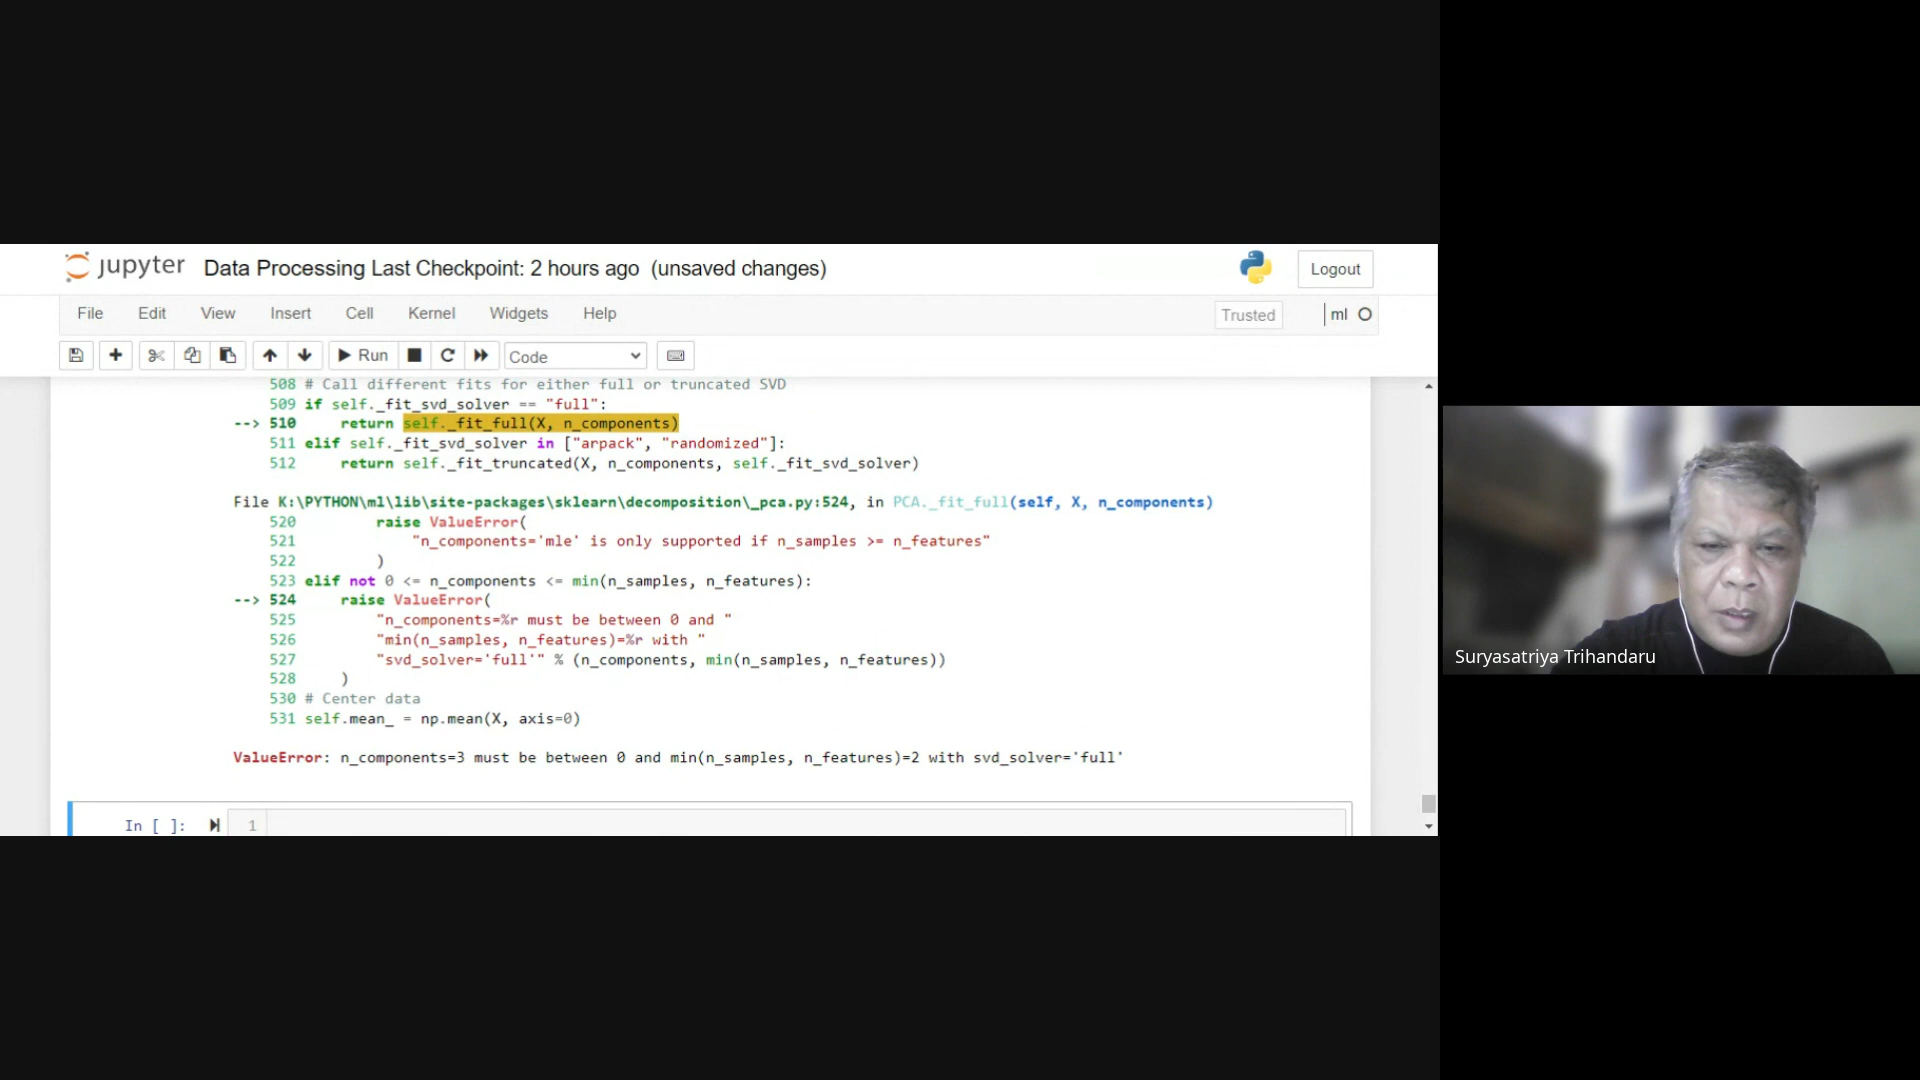 jupyter Data Processing Last Checkpoint: 2 hours ago (unsaved changes) Logout
File Edit View Insert Cell Kernel Widgets Help Trusted ml
Run Code
508 # Call different fits for either full or truncated SVD
509 if self._fit_svd_solver == "full":
--> 510 return self._fit_full(X, n_components)
511 elif self._fit_svd_solver in ["arpack", "randomized"]:
512 return self._fit_truncated(X, n_components, self._fit_svd_solver)
File K:\PYTHON\ml\lib\site-packages\sklearn\decomposition\_pca.py:524, in PCA._fit_full(self, X, n_components)
520 raise ValueError(
521 "n_components='mle' is only supported if n_samples >= n_features"
522 )
523 elif not 0 <= n_components <= min(n_samples, n_features):
--> 524 raise ValueError(
525 "n_components=%r must be between 0 and "
526 "min(n_samples, n_features)=%r with "
527 "svd_solver='full'" % (n_components, min(n_samples, n_features))
528 )
530 # Center data
531 self.mean_ = np.mean(X, axis=0)
ValueError: n_components=3 must be between 0 and min(n_samples, n_features)=2 with svd_solver='full'
In [ ]: 1
Suryasatriya Trihandaru